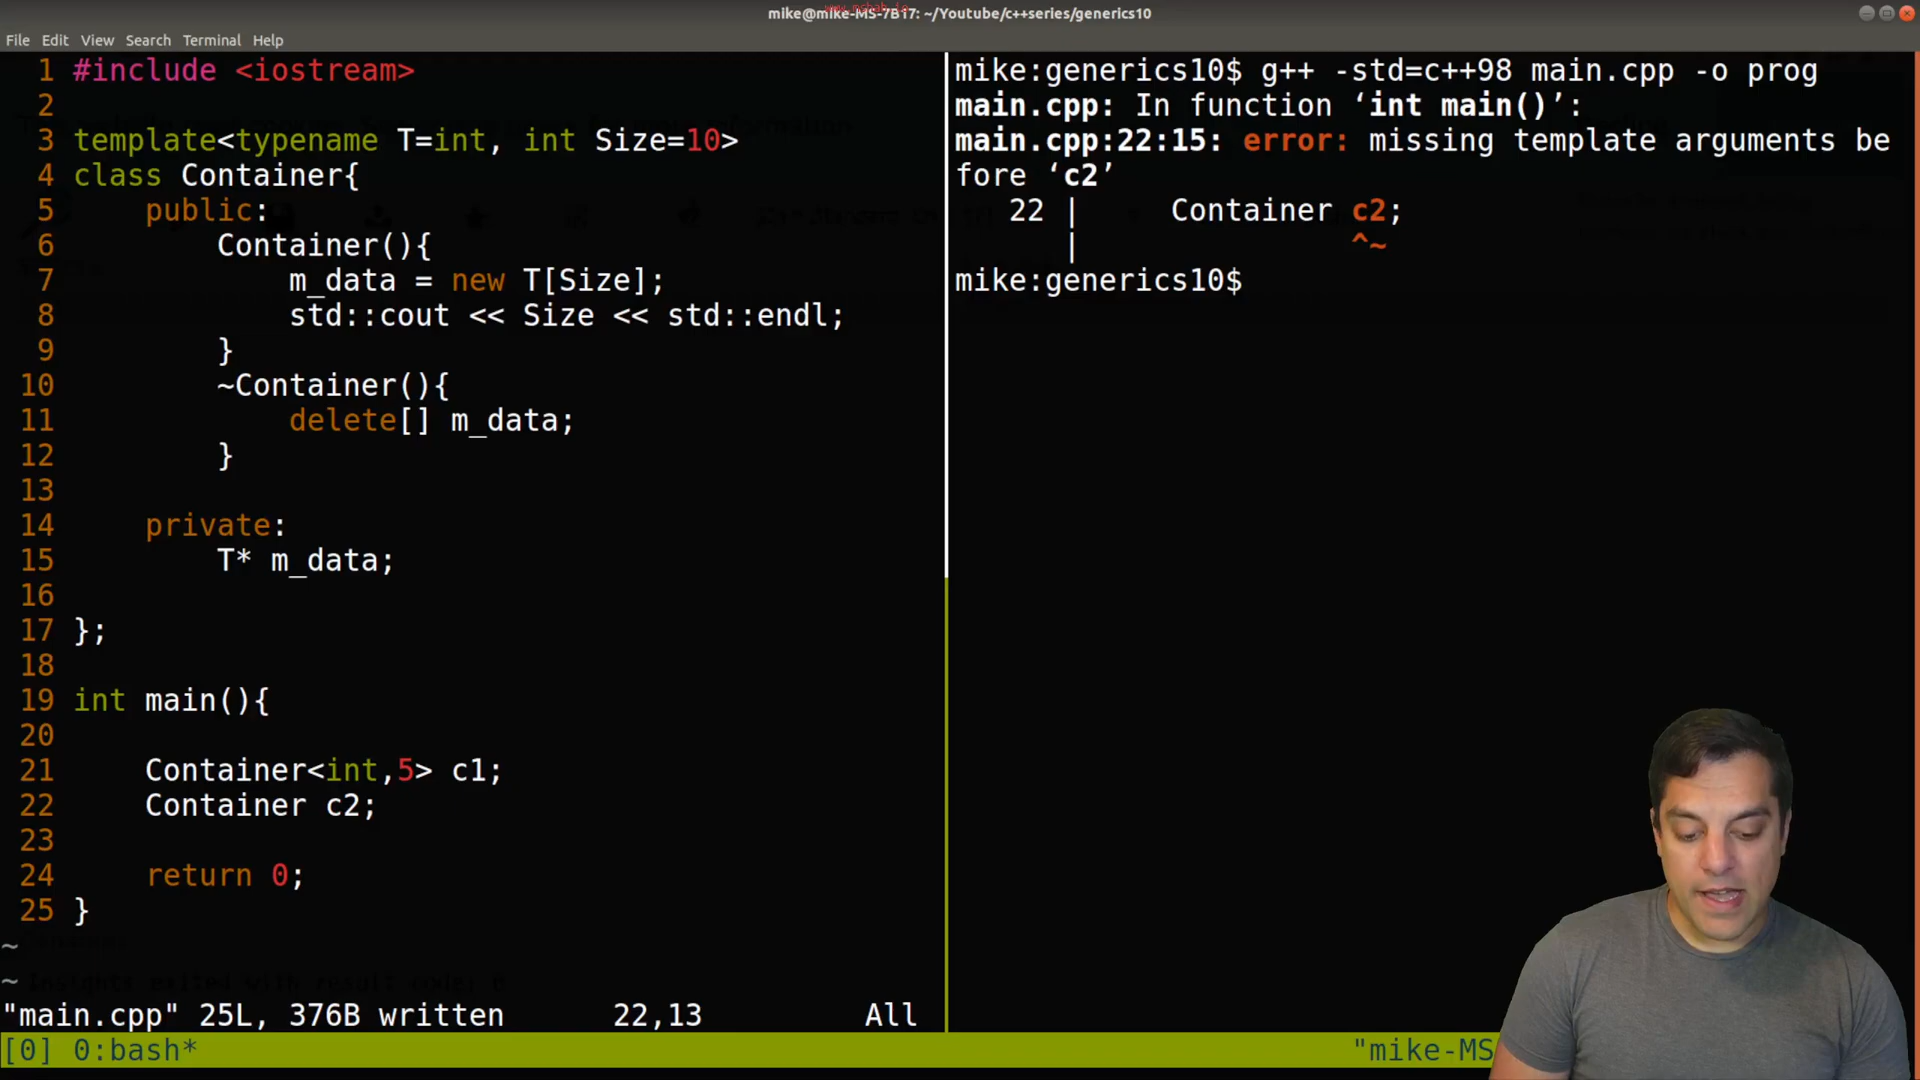 www.mshah.io
mike@mike-MS-7B17: ~/Youtube/c++series/generics10
File Edit View Search Terminal Help
1 #include <iostream>
2
3 template<typename T=int, int Size=10>
4 class Container{
5 public:
6 Container(){
7 m_data = new T[Size];
8 std::cout << Size << std::endl;
9 }
10 ~Container(){
11 delete[] m_data;
12 }
13
14 private:
15 T* m_data;
16
17 };
18
19 int main(){
20
21 Container<int,5> c1;
22 Container c2;
23
24 return 0;
25 }
~
~
"main.cpp" 25L, 376B written 22,13 All
mike:generics10$ g++ -std=c++98 main.cpp -o prog
main.cpp: In function ‘int main()’:
main.cpp:22:15: error: missing template arguments be
fore ‘c2’
22 | Container c2;
| ^~
mike:generics10$
[0] 0:bash* "mike-MS